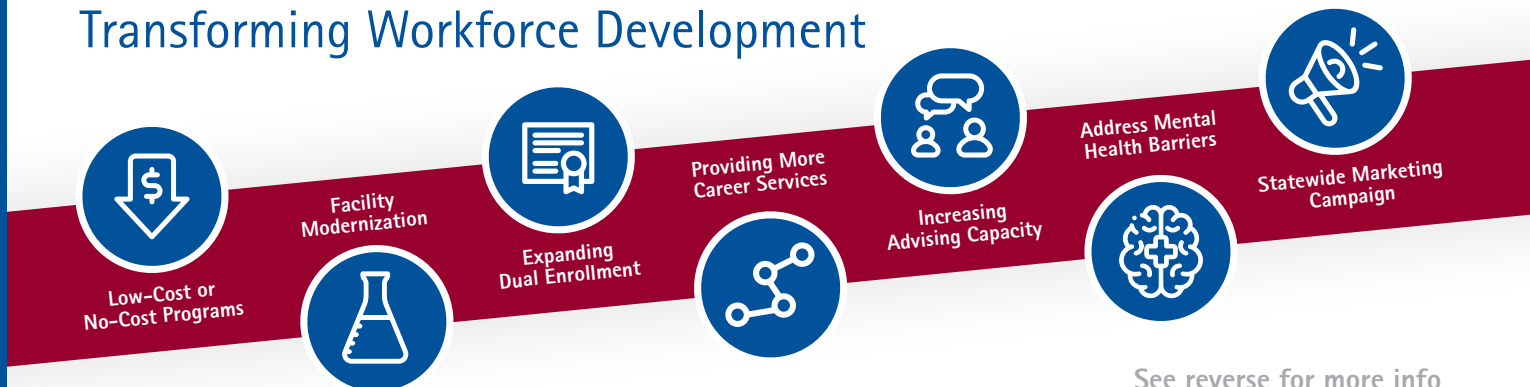 Transforming Workforce Development
Low-Cost or
No-Cost Programs
Facility
Modernization
Expanding
Dual Enrollment
Providing More
Career Services
Increasing
Advising Capacity
Address Mental
Health Barriers
Statewide Marketing
Campaign
See reverse for more info